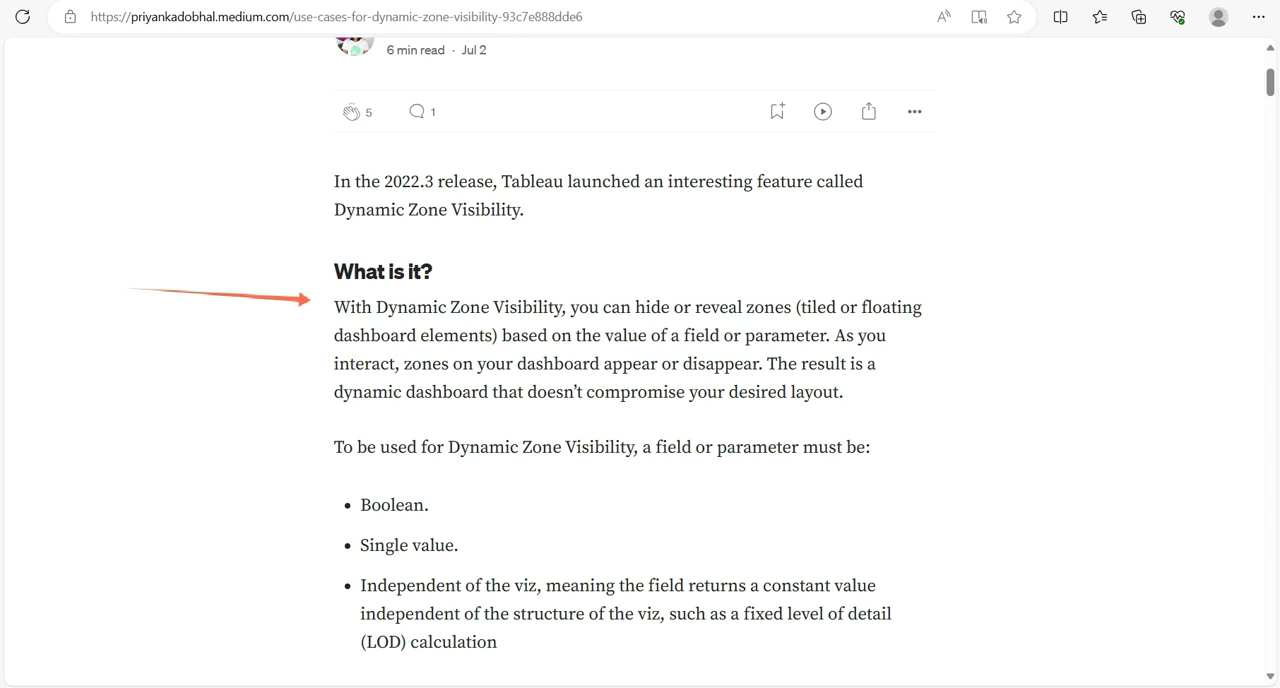 https://priyankadobhal.medium.com/use-cases-for-dynamic-zone-visibility-93c7e888dde6
6 min read · Jul 2
5 1
In the 2022.3 release, Tableau launched an interesting feature called
Dynamic Zone Visibility.
What is it?
With Dynamic Zone Visibility, you can hide or reveal zones (tiled or floating
dashboard elements) based on the value of a field or parameter. As you
interact, zones on your dashboard appear or disappear. The result is a
dynamic dashboard that doesn’t compromise your desired layout.
To be used for Dynamic Zone Visibility, a field or parameter must be:
• Boolean.
• Single value.
• Independent of the viz, meaning the field returns a constant value
independent of the structure of the viz, such as a fixed level of detail
(LOD) calculation